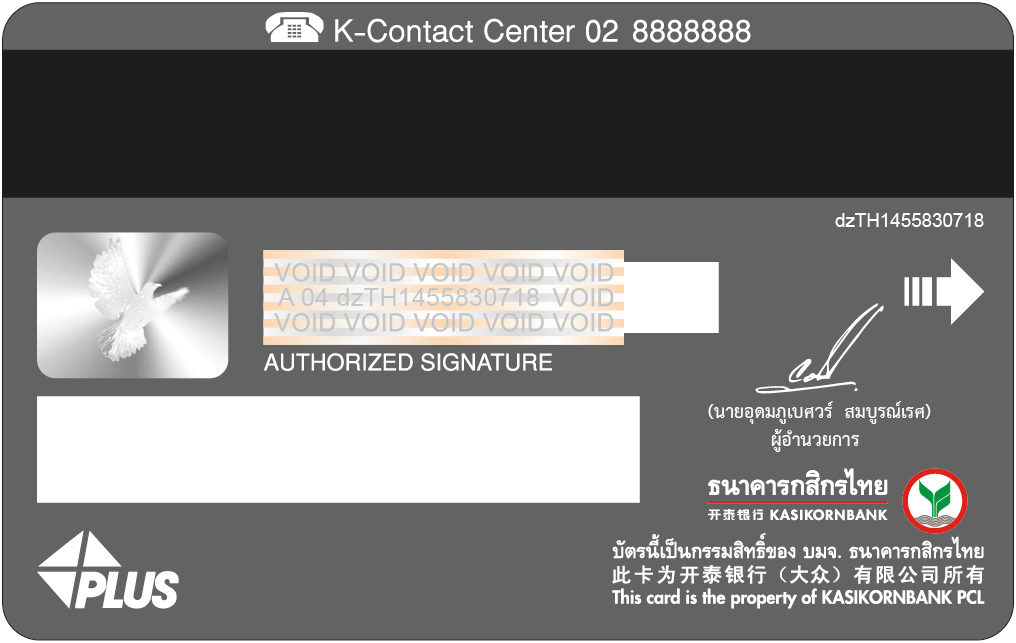 K-Contact Center 02 8888888
dzTH1455830718
VOID VOID VOID VOID VOID
A 04 dzTH1455830718 VOID
VOID VOID VOID VOID VOID
AUTHORIZED SIGNATURE
(นายอุดมภูเบศวร์ สมบูรณ์เรศ)
ผู้อำนวยการ
ธนาคารกสิกรไทย
开泰银行 KASIKORNBANK
บัตรนี้เป็นกรรมสิทธิ์ของ บมจ. ธนาคารกสิกรไทย
此卡为开泰银行（大众）有限公司所有
This card is the property of KASIKORNBANK PCL
PLUS